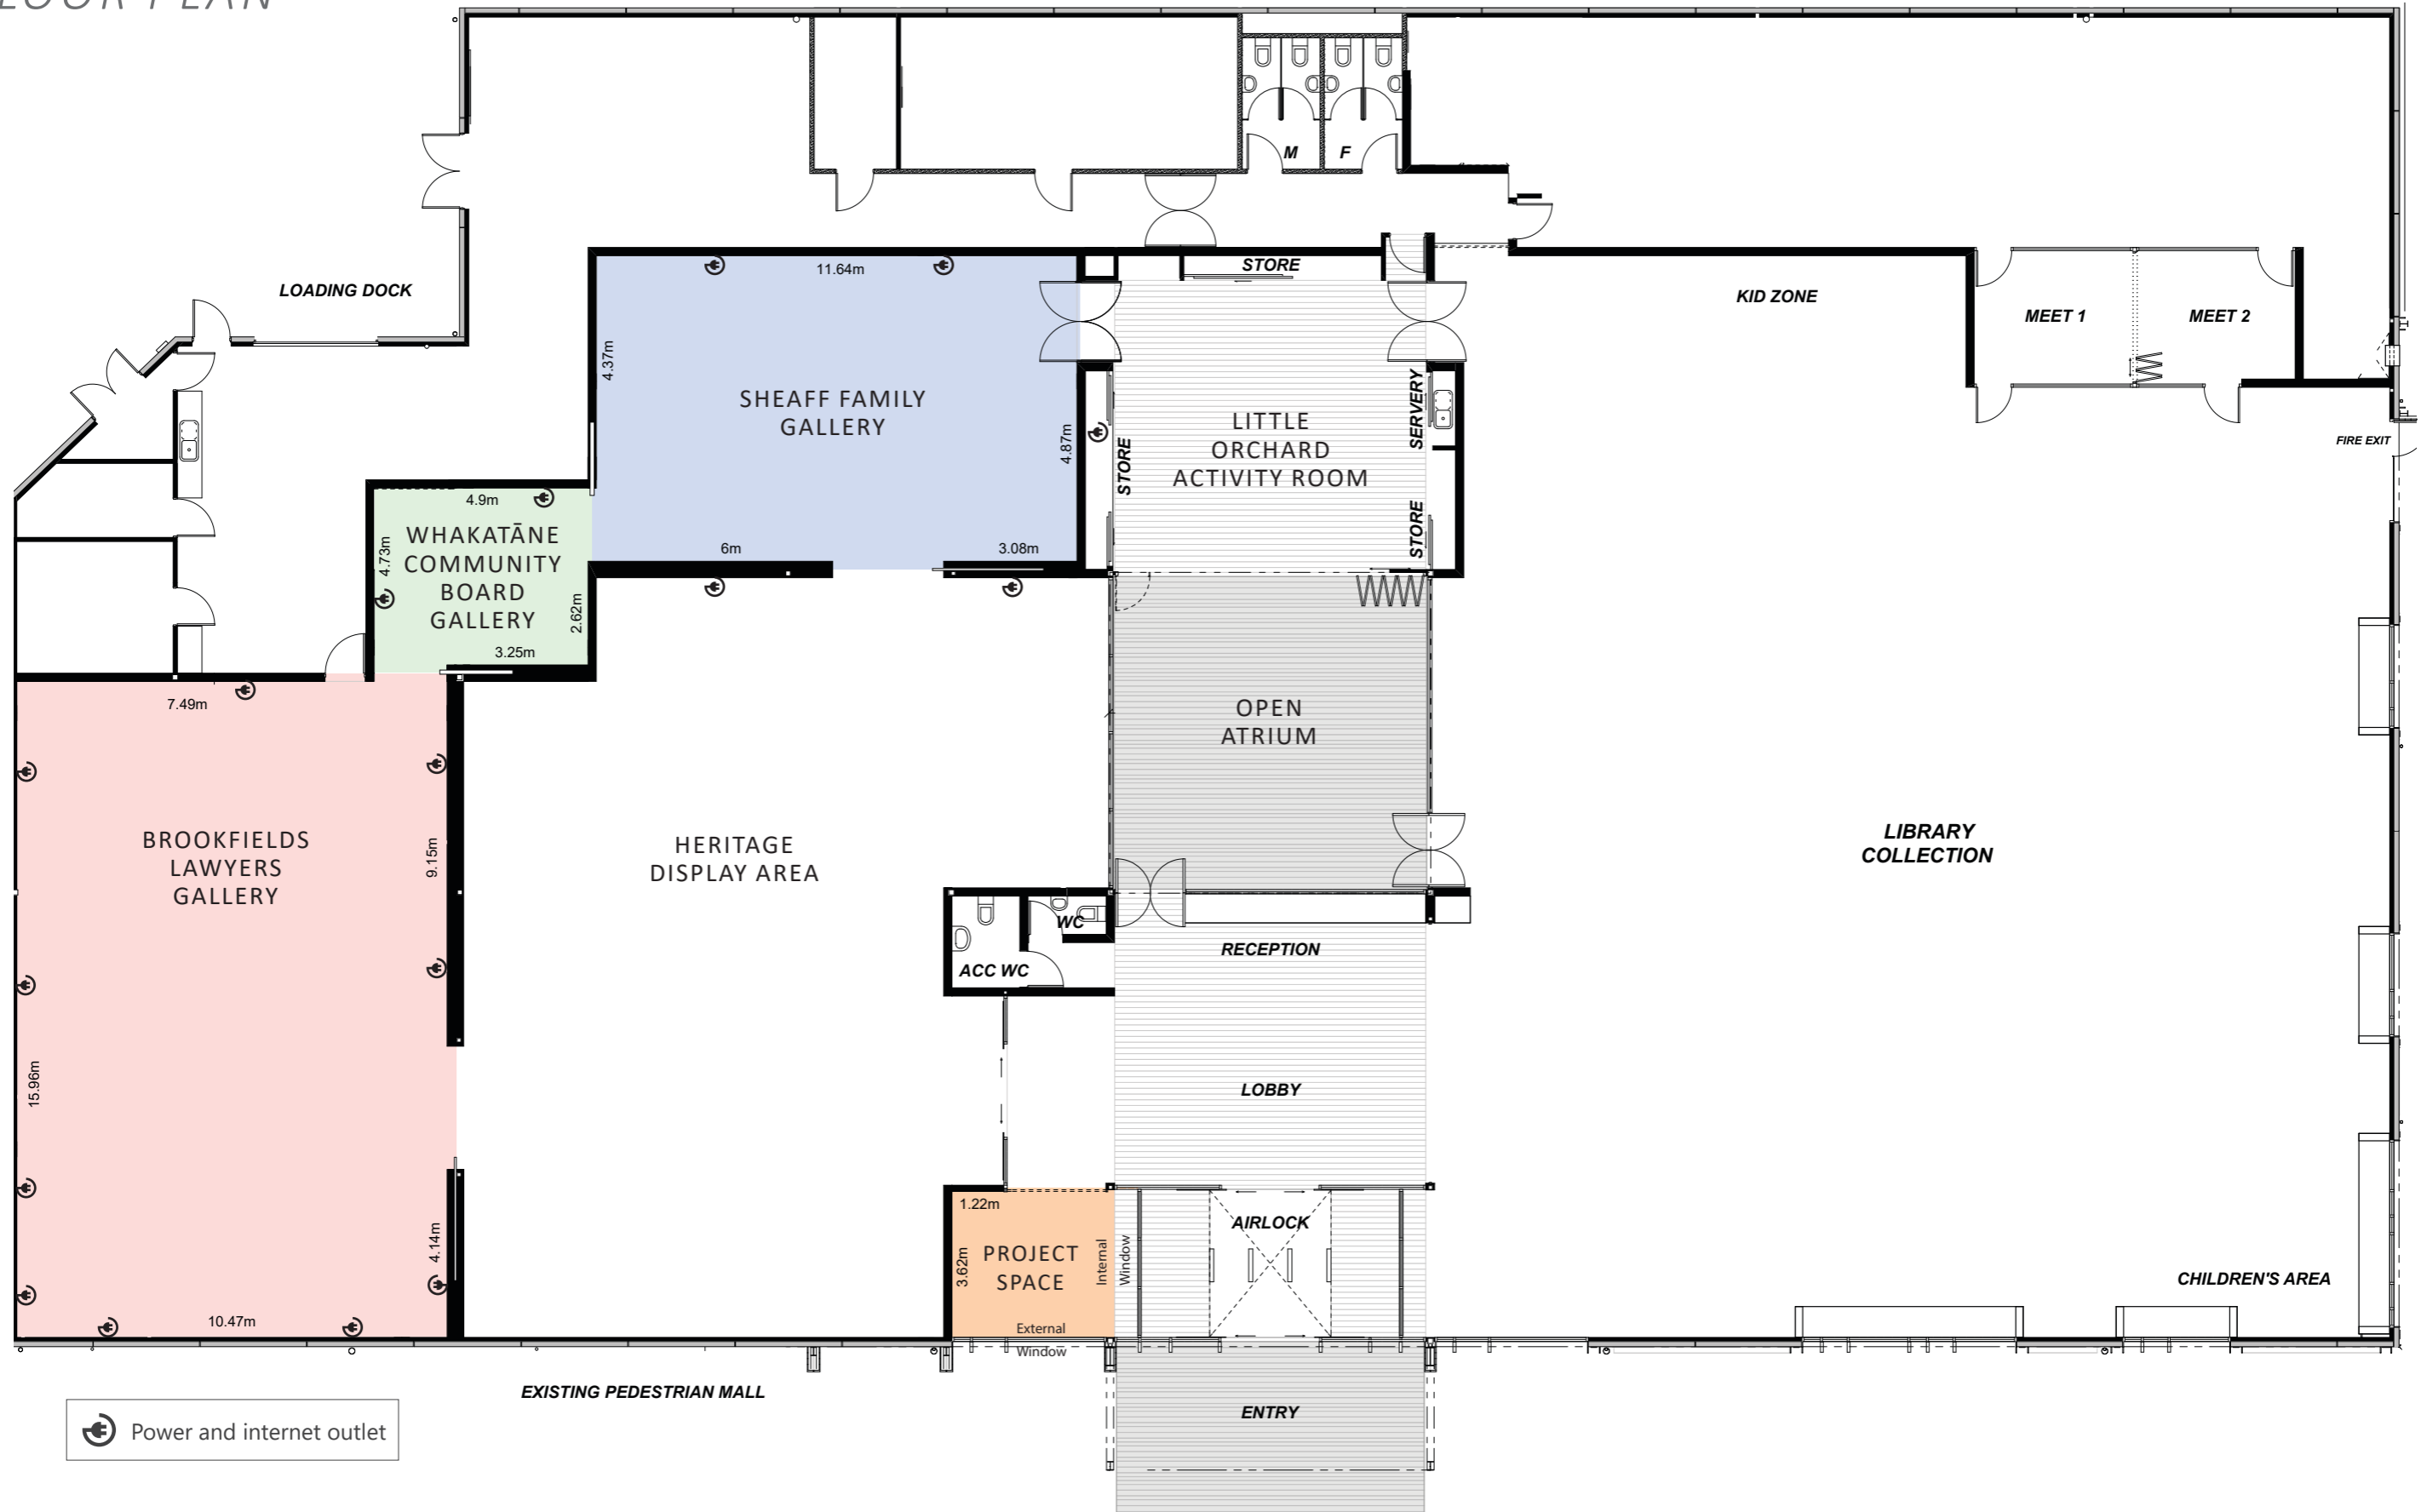 LOOR PLAN
M
F
LOADING DOCK
11.64m
STORE
KID ZONE
MEET 1
MEET 2
4.37m
SHEAFF FAMILY
GALLERY
4.87m
STORE
LITTLE
ORCHARD
ACTIVITY ROOM
SERVERY
STORE
FIRE EXIT
4.9m
WHAKATĀNE
COMMUNITY
BOARD
GALLERY
4.73m
2.62m
3.25m
6m
3.08m
7.49m
OPEN
ATRIUM
BROOKFIELDS
LAWYERS
GALLERY
9.15m
HERITAGE
DISPLAY AREA
LIBRARY
COLLECTION
WC
ACC WC
RECEPTION
15.96m
LOBBY
4.14m
1.22m
3.62m
PROJECT
SPACE
Internal
Window
AIRLOCK
CHILDREN'S AREA
10.47m
External
Window
EXISTING PEDESTRIAN MALL
ENTRY
Power and internet outlet